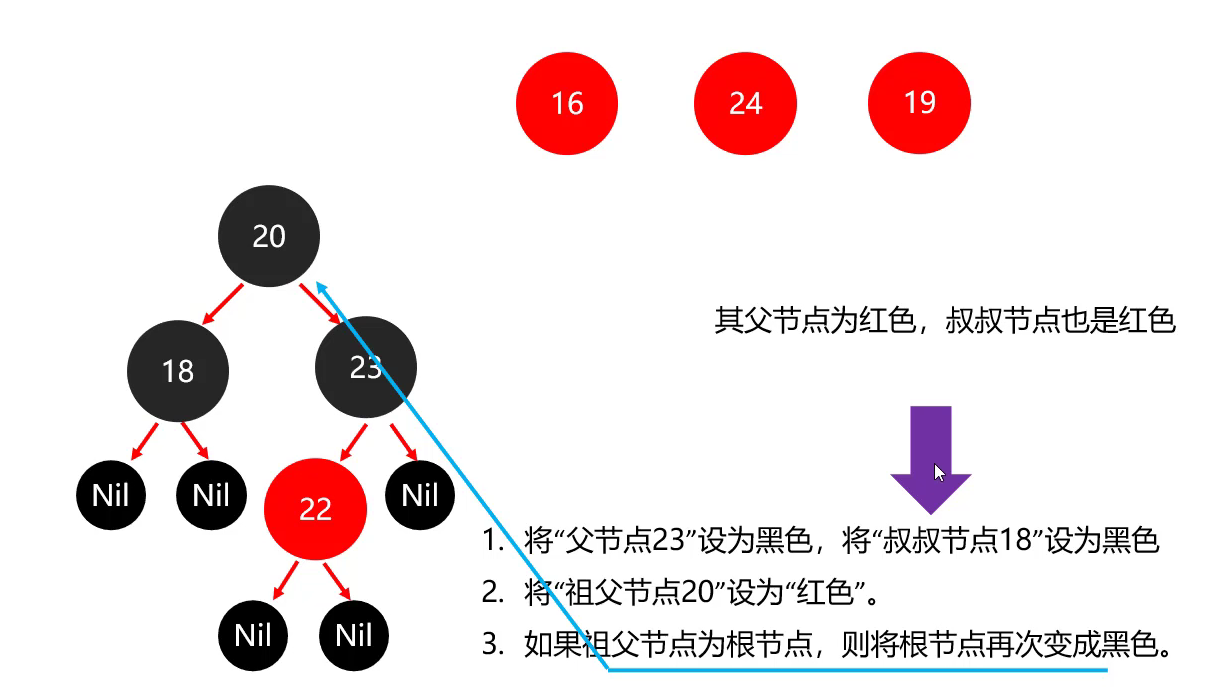 16 24 19
20
其父节点为红色，叔叔节点也是红色
18 23
Nil Nil 22 Nil
1. 将“父节点23”设为黑色，将“叔叔节点18”设为黑色
2. 将“祖父节点20”设为“红色”。
Nil Nil
3. 如果祖父节点为根节点，则将根节点再次变成黑色。